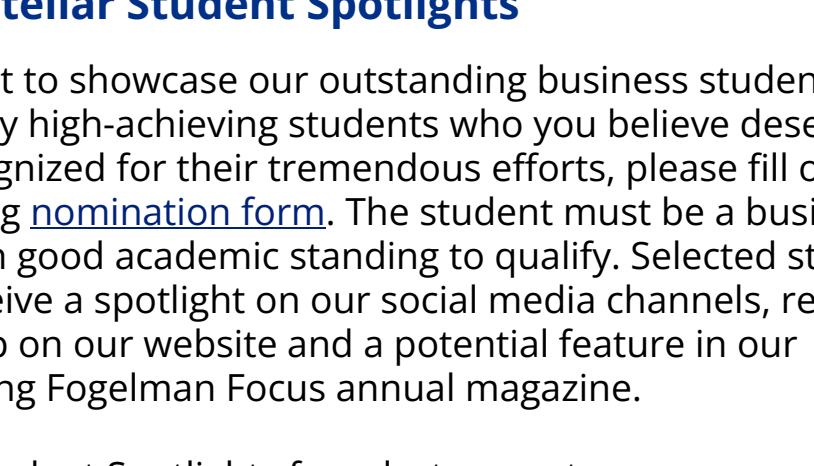 tellar Student Spotlights
t to showcase our outstanding business studen
y high-achieving students who you believe dese
gnized for their tremendous efforts, please fill o
g nomination form. The student must be a busi
n good academic standing to qualify. Selected st
eive a spotlight on our social media channels, re
o on our website and a potential feature in our
ng Fogelman Focus annual magazine.